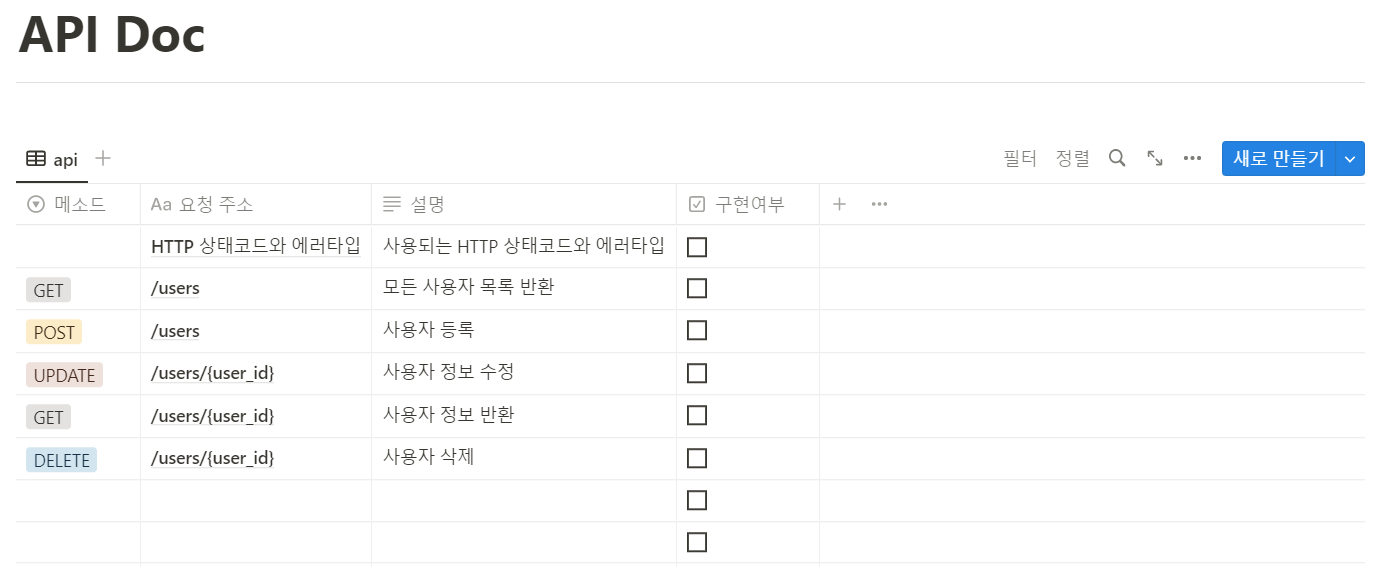 API Doc
api
필터 정렬 새로 만들기
메소드 Aa 요청 주소 설명 구현여부
HTTP 상태코드와 에러타입 사용되는 HTTP 상태코드와 에러타입
GET /users 모든 사용자 목록 반환
POST /users 사용자 등록
UPDATE /users/{user_id} 사용자 정보 수정
GET /users/{user_id} 사용자 정보 반환
DELETE /users/{user_id} 사용자 삭제